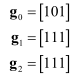 g₀ = [101]
g₁ = [111]
g₂ = [111]